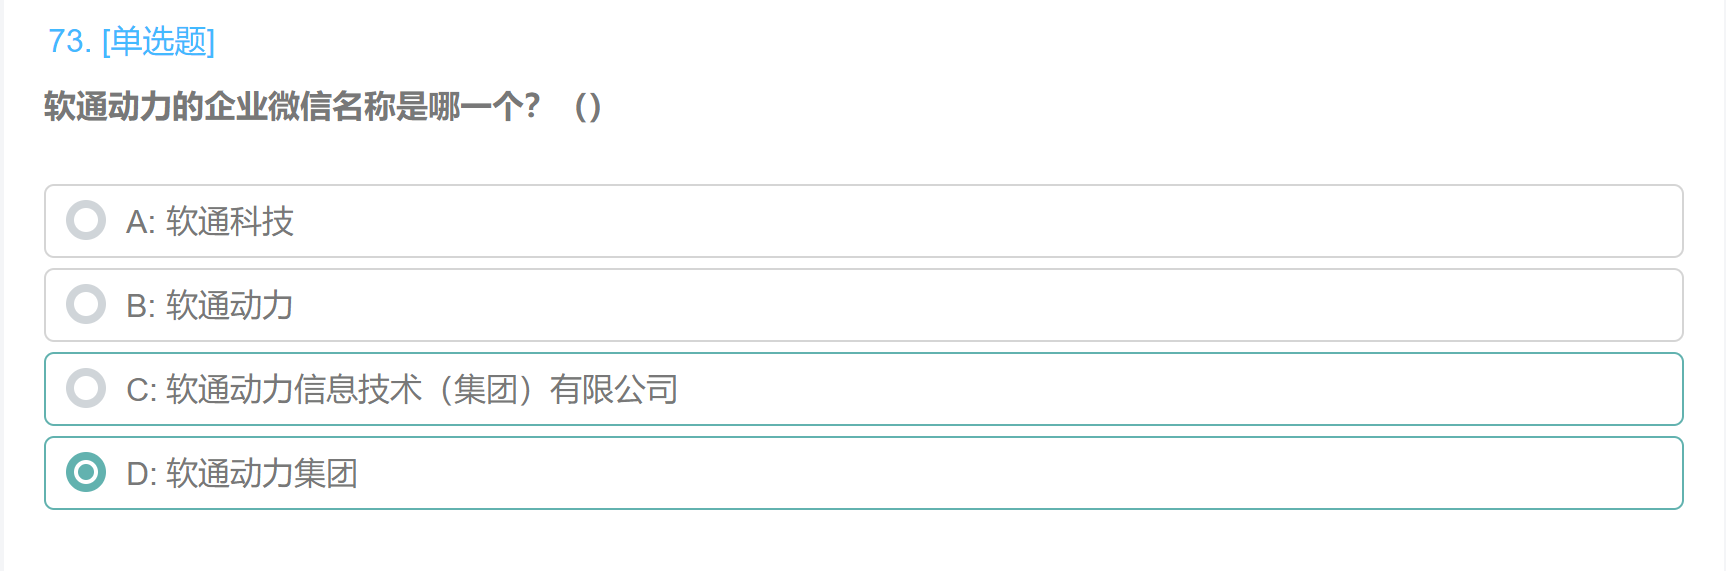 73. [单选题]
软通动力的企业微信名称是哪一个？（）
A: 软通科技
B: 软通动力
C: 软通动力信息技术（集团）有限公司
D: 软通动力集团